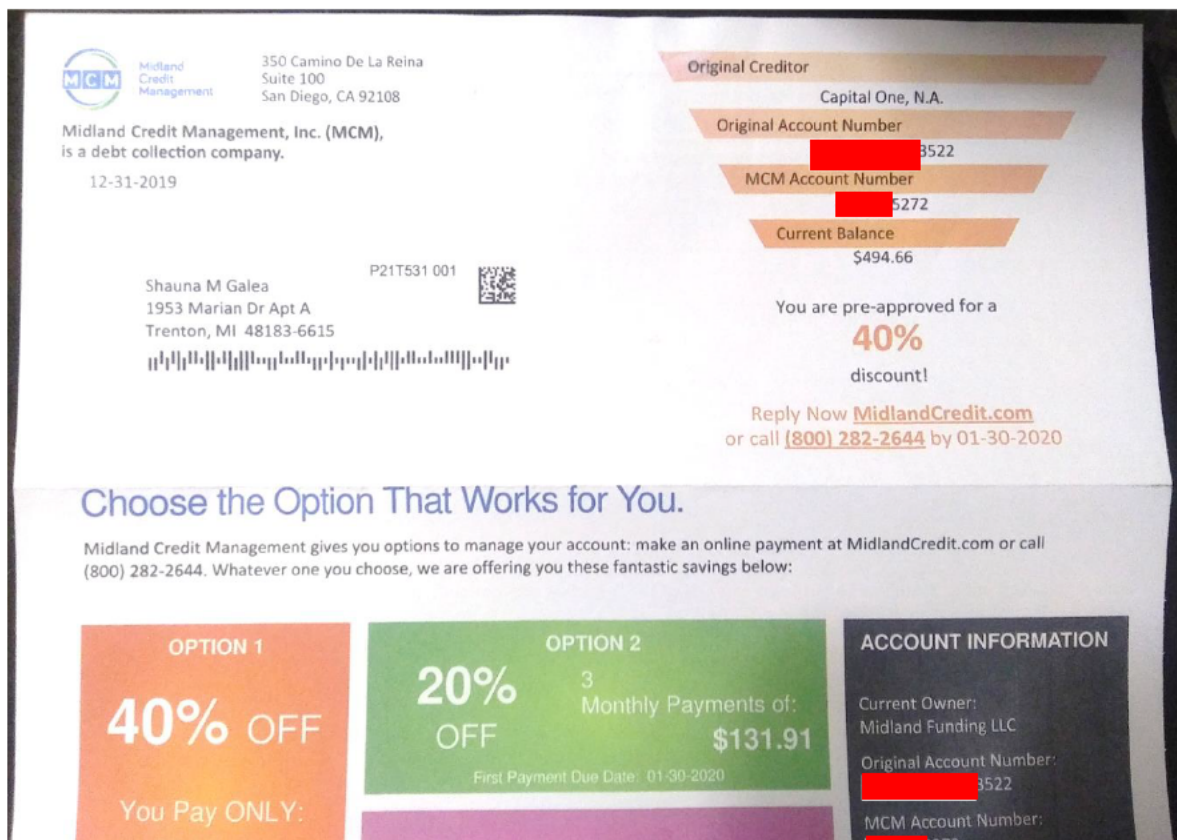 MCM
Midland
Credit
Management
350 Camino De La Reina
Suite 100
San Diego, CA 92108
Midland Credit Management, Inc. (MCM),
is a debt collection company.
12-31-2019
P21T531 001
Shauna M Galea
1953 Marian Dr Apt A
Trenton, MI 48183-6615
Original Creditor
Capital One, N.A.
Original Account Number
3522
MCM Account Number
5272
Current Balance
$494.66
You are pre-approved for a
40%
discount!
Reply Now MidlandCredit.com
or call (800) 282-2644 by 01-30-2020
Choose the Option That Works for You.
Midland Credit Management gives you options to manage your account: make an online payment at MidlandCredit.com or call
(800) 282-2644. Whatever one you choose, we are offering you these fantastic savings below:
OPTION 1
40% OFF
You Pay ONLY:
OPTION 2
20%
OFF
3
Monthly Payments of:
$131.91
First Payment Due Date: 01-30-2020
ACCOUNT INFORMATION
Current Owner:
Midland Funding LLC
Original Account Number:
3522
MCM Account Number: